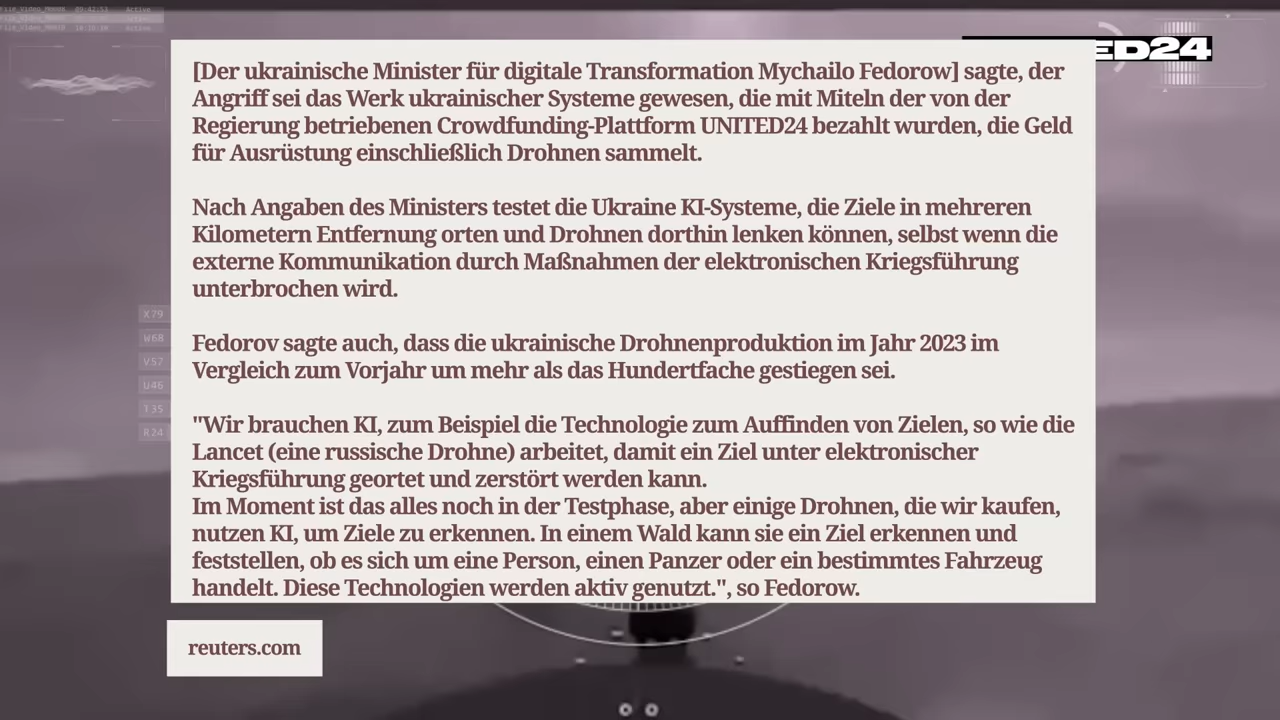 File_Video_M0008 09:42:53 Active
ED24
[Der ukrainische Minister für digitale Transformation Mychailo Fedorow] sagte, der
Angriff sei das Werk ukrainischer Systeme gewesen, die mit Miteln der von der
Regierung betriebenen Crowdfunding-Plattform UNITED24 bezahlt wurden, die Geld
für Ausrüstung einschließlich Drohnen sammelt.
Nach Angaben des Ministers testet die Ukraine KI-Systeme, die Ziele in mehreren
Kilometern Entfernung orten und Drohnen dorthin lenken können, selbst wenn die
externe Kommunikation durch Maßnahmen der elektronischen Kriegsführung
unterbrochen wird.
X79
W68
V57
U46
T35
R24
Fedorov sagte auch, dass die ukrainische Drohnenproduktion im Jahr 2023 im
Vergleich zum Vorjahr um mehr als das Hundertfache gestiegen sei.
"Wir brauchen KI, zum Beispiel die Technologie zum Auffinden von Zielen, so wie die
Lancet (eine russische Drohne) arbeitet, damit ein Ziel unter elektronischer
Kriegsführung geortet und zerstört werden kann.
Im Moment ist das alles noch in der Testphase, aber einige Drohnen, die wir kaufen,
nutzen KI, um Ziele zu erkennen. In einem Wald kann sie ein Ziel erkennen und
feststellen, ob es sich um eine Person, einen Panzer oder ein bestimmtes Fahrzeug
handelt. Diese Technologien werden aktiv genutzt.", so Fedorow.
reuters.com